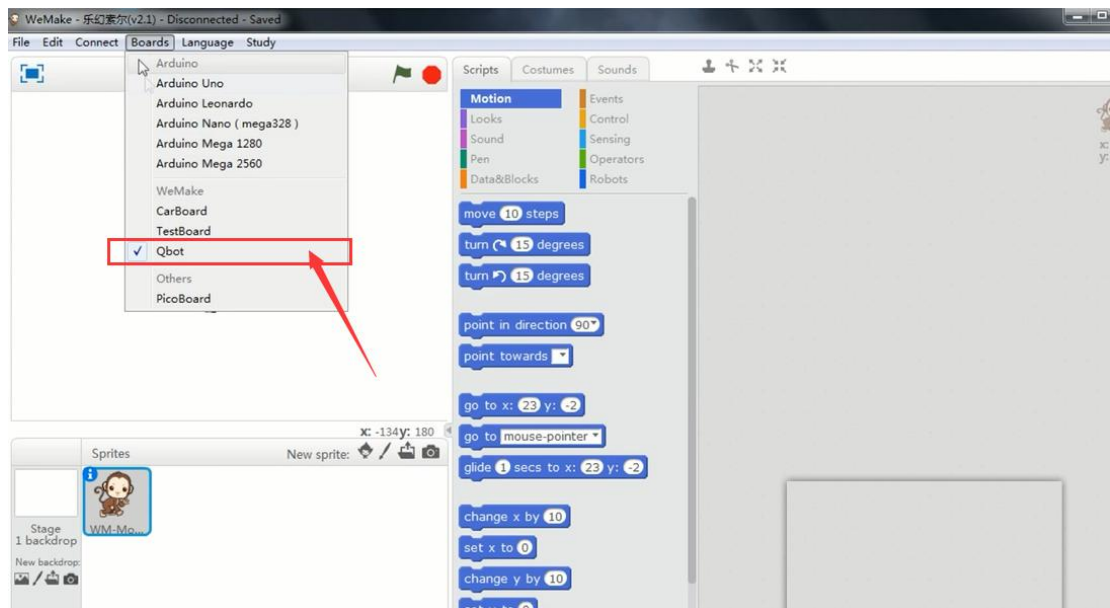 WeMake - 乐幻索尔(v2.1) - Disconnected - Saved
File Edit Connect Boards Language Study
Arduino
Arduino Uno
Arduino Leonardo
Arduino Nano ( mega328 )
Arduino Mega 1280
Arduino Mega 2560
WeMake
CarBoard
TestBoard
Qbot
Others
PicoBoard
x: -134 y: 180
Sprites New sprite:
Stage
1 backdrop
New backdrop:
WM-Mo...
Scripts Costumes Sounds
Motion Events
Looks Control
Sound Sensing
Pen Operators
Data&Blocks Robots
move 10 steps
turn 15 degrees
turn 15 degrees
point in direction 90
point towards
go to x: 23 y: -2
go to mouse-pointer
glide 1 secs to x: 23 y: -2
change x by 10
set x to 0
change y by 10
x:
y: